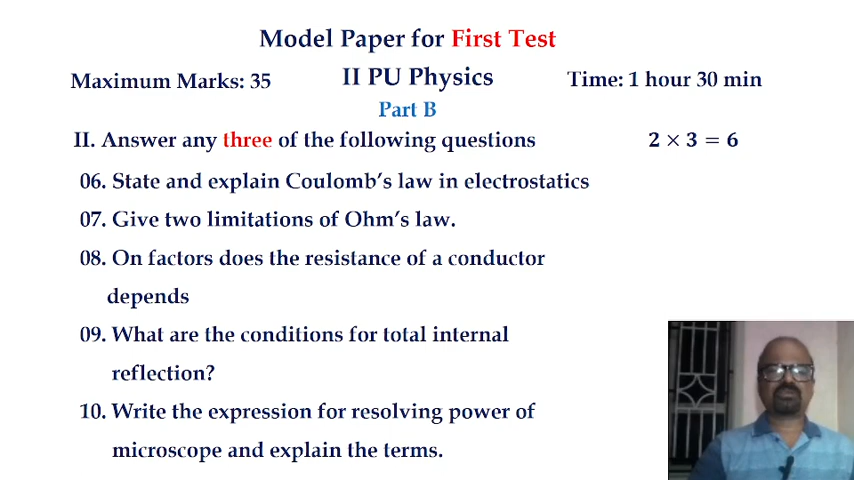 Model Paper for First Test
Maximum Marks: 35 II PU Physics Time: 1 hour 30 min
Part B
II. Answer any three of the following questions 2 × 3 = 6
06. State and explain Coulomb's law in electrostatics
07. Give two limitations of Ohm's law.
08. On factors does the resistance of a conductor
depends
09. What are the conditions for total internal
reflection?
10. Write the expression for resolving power of
microscope and explain the terms.